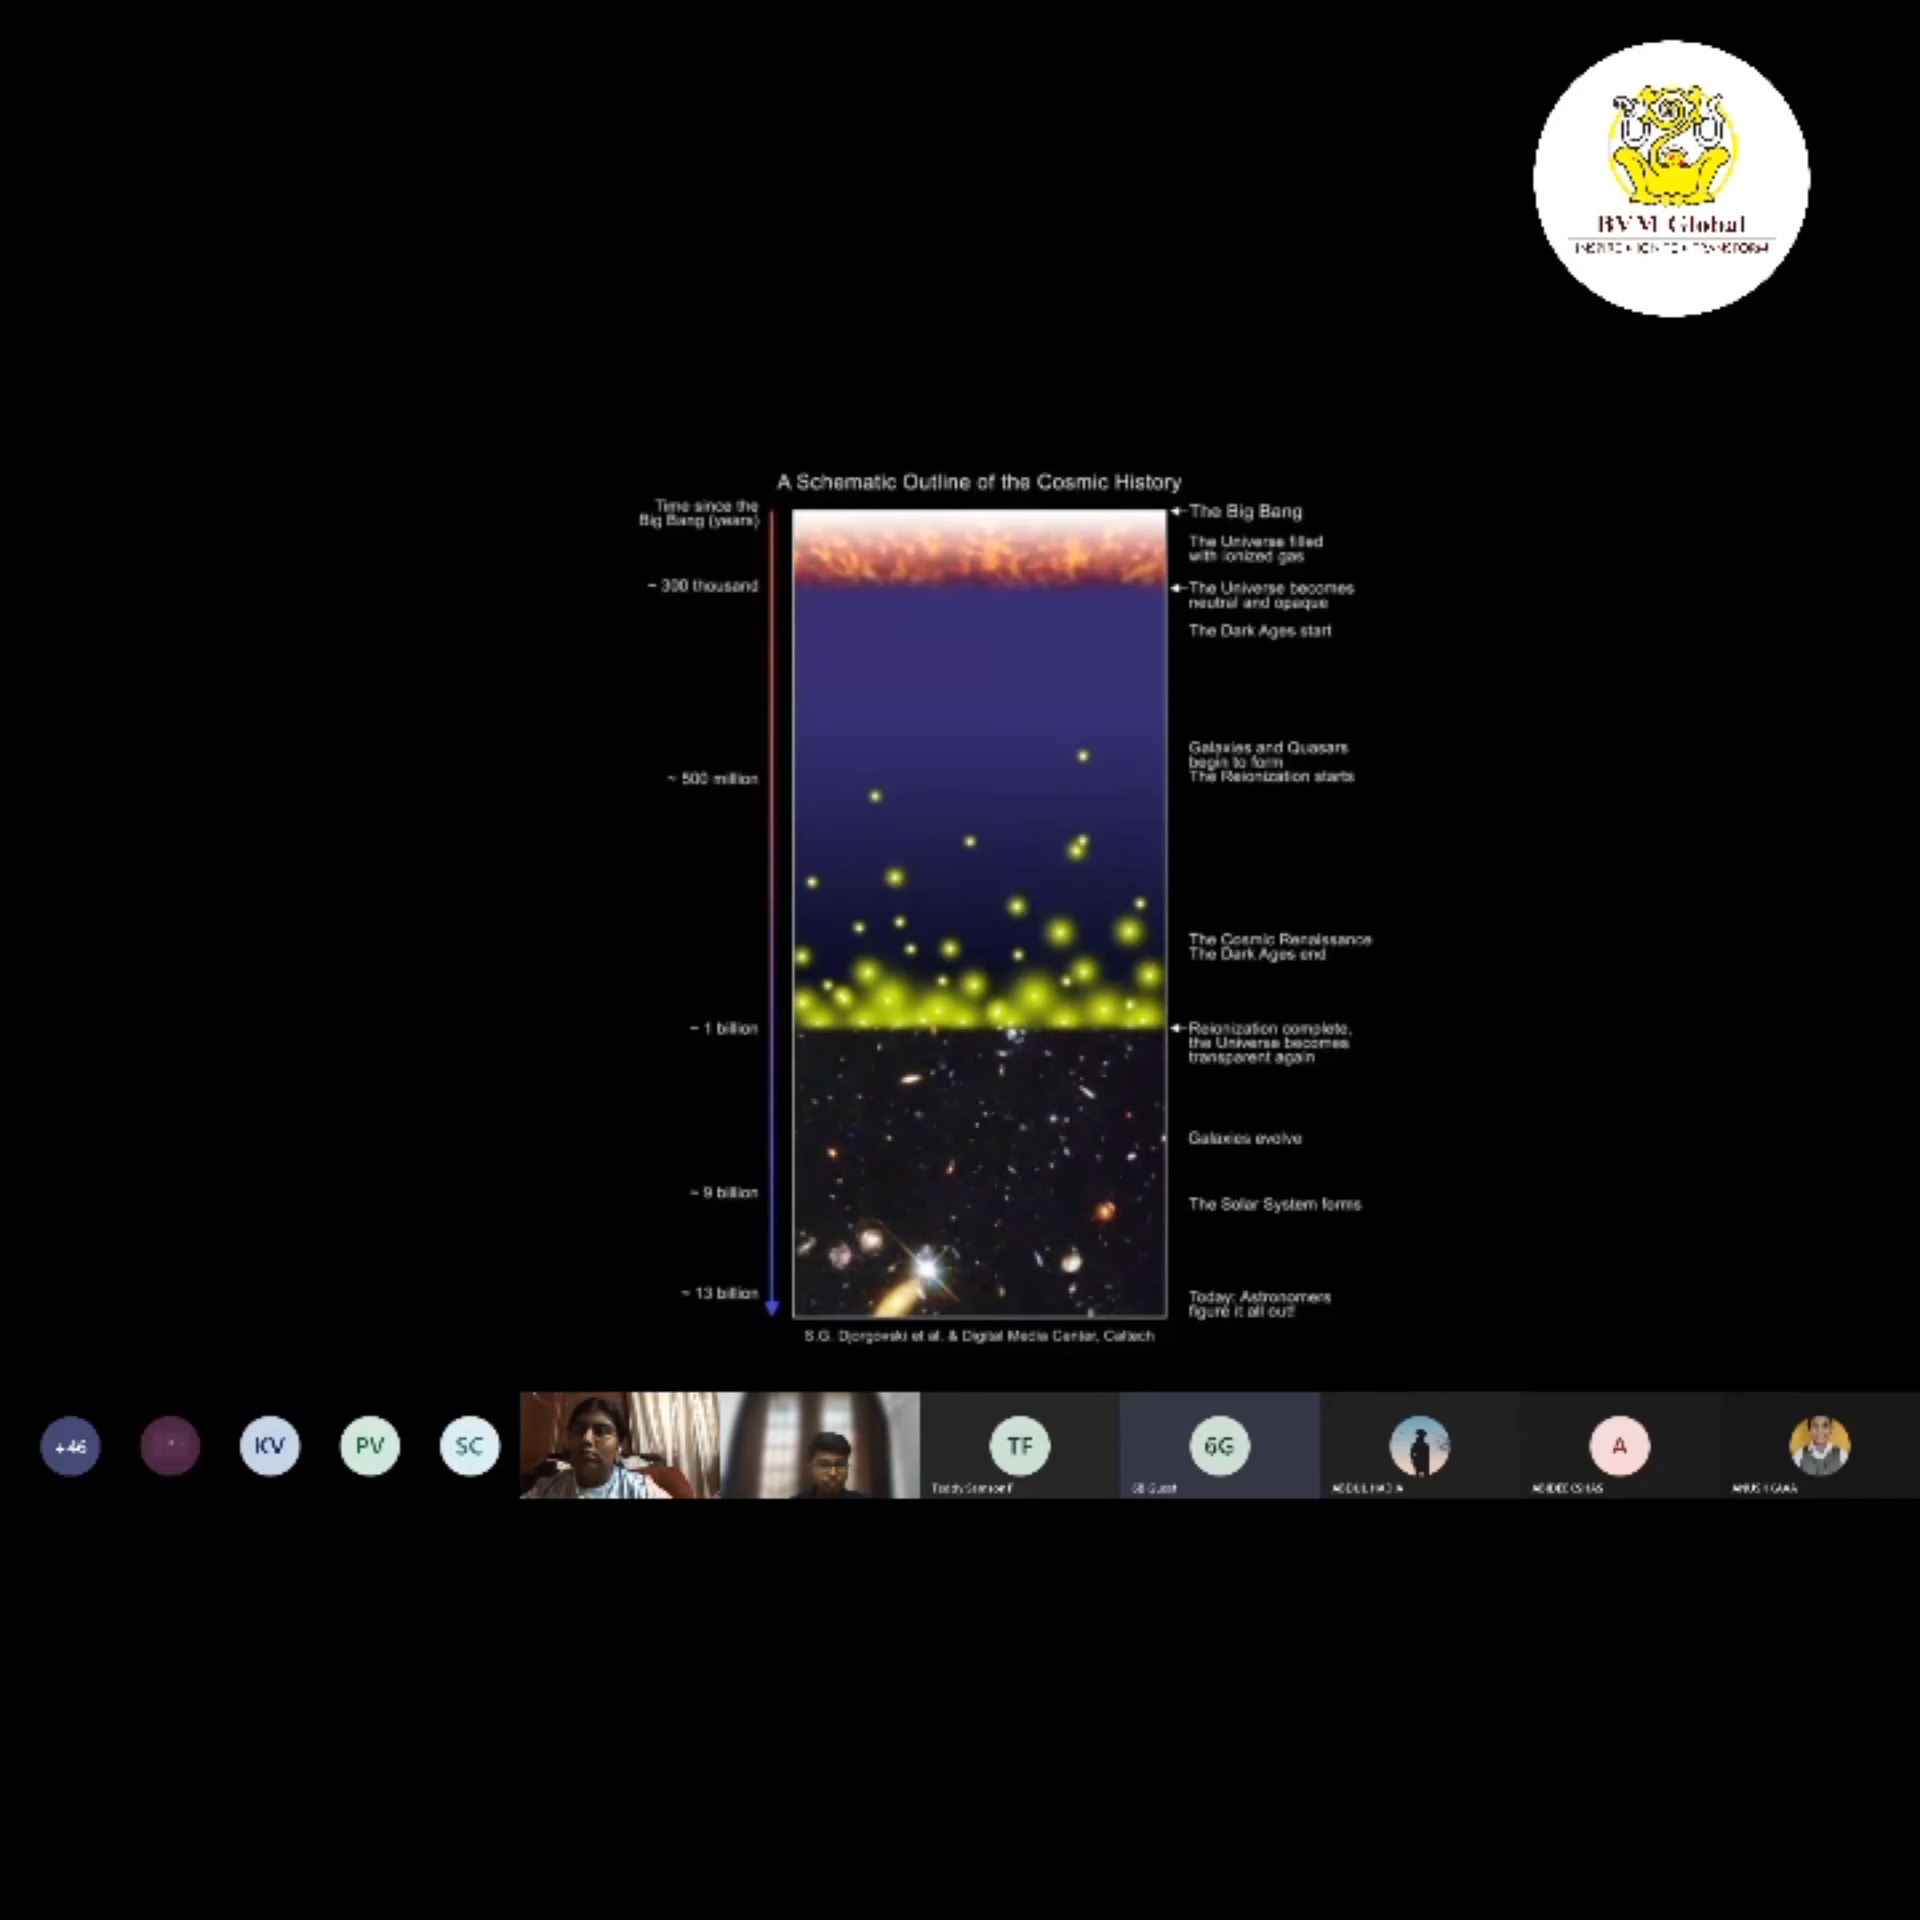 BVM Global
A Schematic Outline of the Cosmic History
Time since the
Big Bang (years)
The Big Bang
The Universe filled
with ionized gas
~ 300 thousand
The Universe becomes
neutral and opaque
The Dark Ages start
Galaxies and Quasars
begin to form
~ 500 million
The Reionization starts
The Cosmic Renaissance
The Dark Ages end
~ 1 billion
Reionization complete,
the Universe becomes
transparent again
Galaxies evolve
~ 9 billion
The Solar System forms
~ 13 billion
Today: Astronomers
figure it all out!
S.G. Djorgovski et al. & Digital Media Center, Caltech
+46
KV
PV
SC
TF
6G
A
Guest
ABDUL